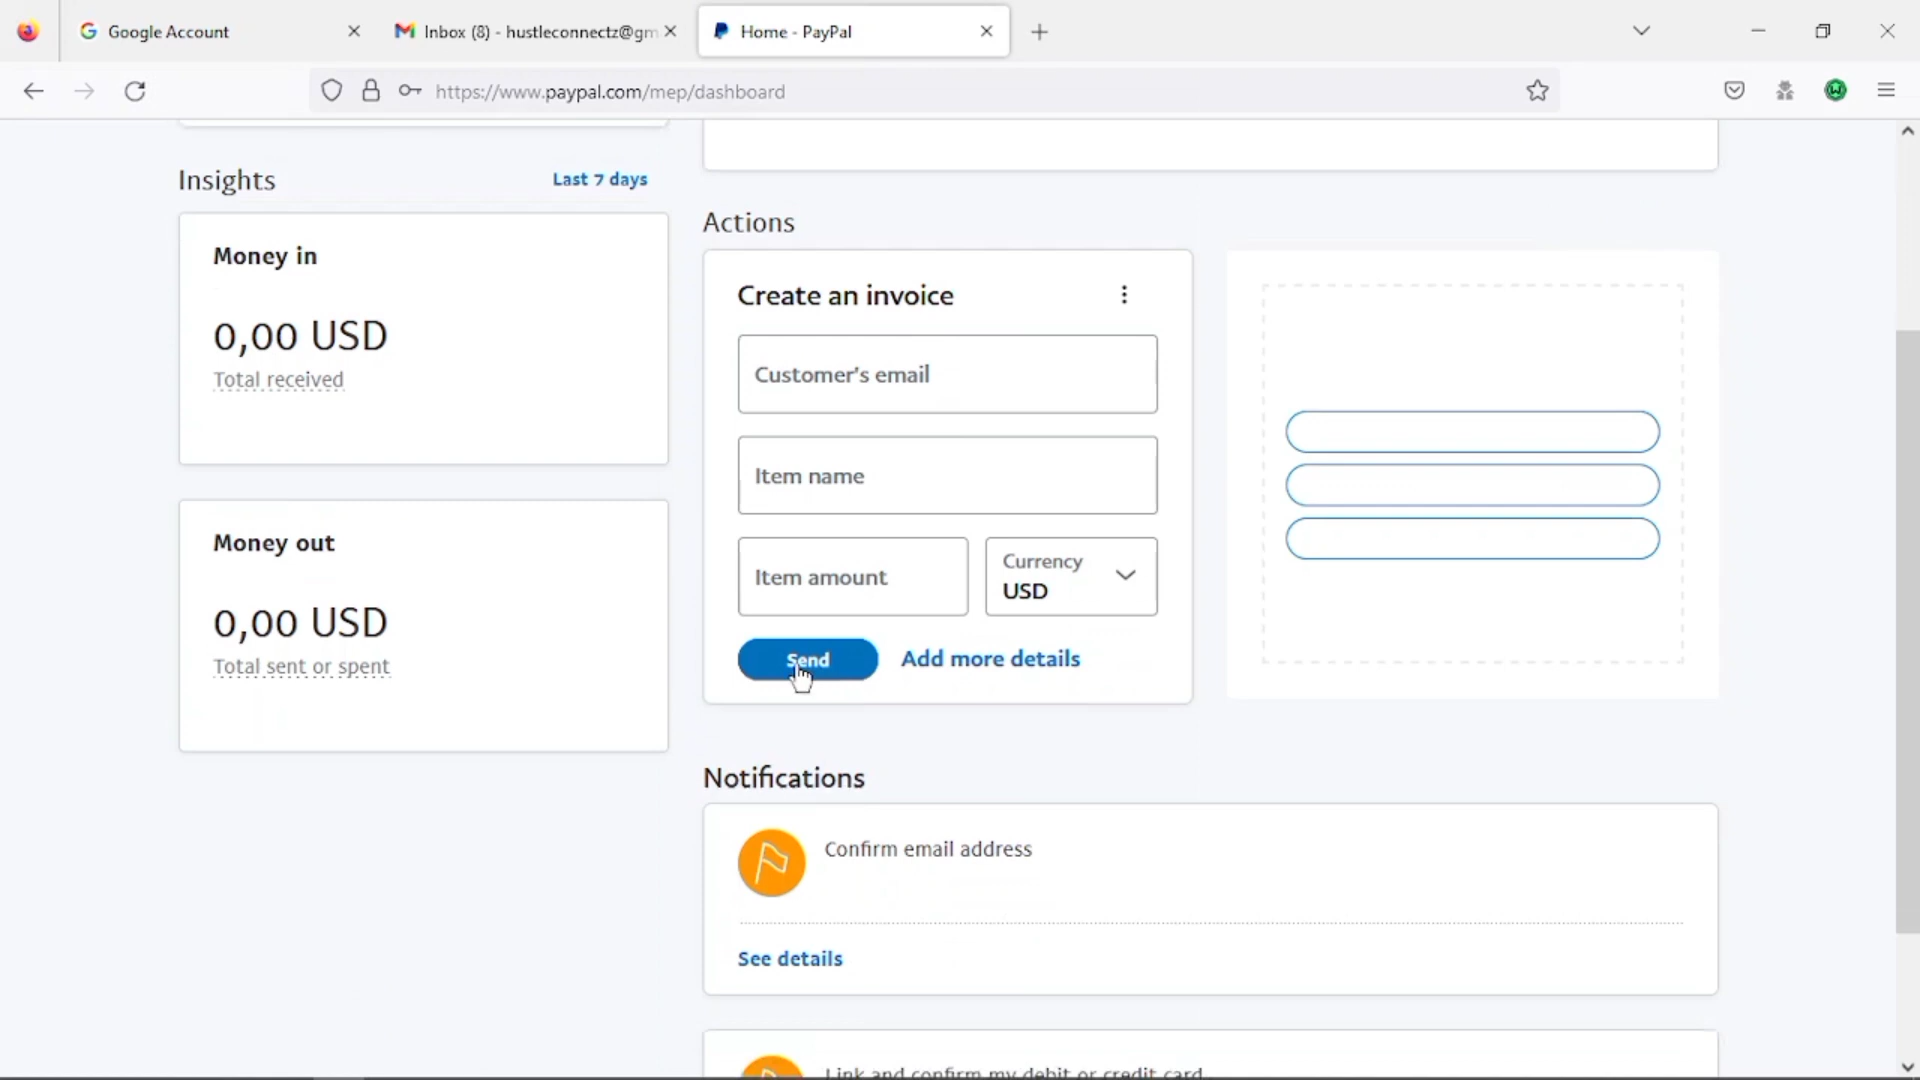 Google Account
Inbox (8) - hustleconnectz@gm
Home - PayPal
https://www.paypal.com/mep/dashboard
Insights
Last 7 days
Money in
0,00 USD
Total received
Money out
0,00 USD
Total sent or spent
Actions
Create an invoice
Customer's email
Item name
Item amount
Currency
USD
Send
Add more details
Notifications
Confirm email address
See details
Link and confirm my debit or credit card